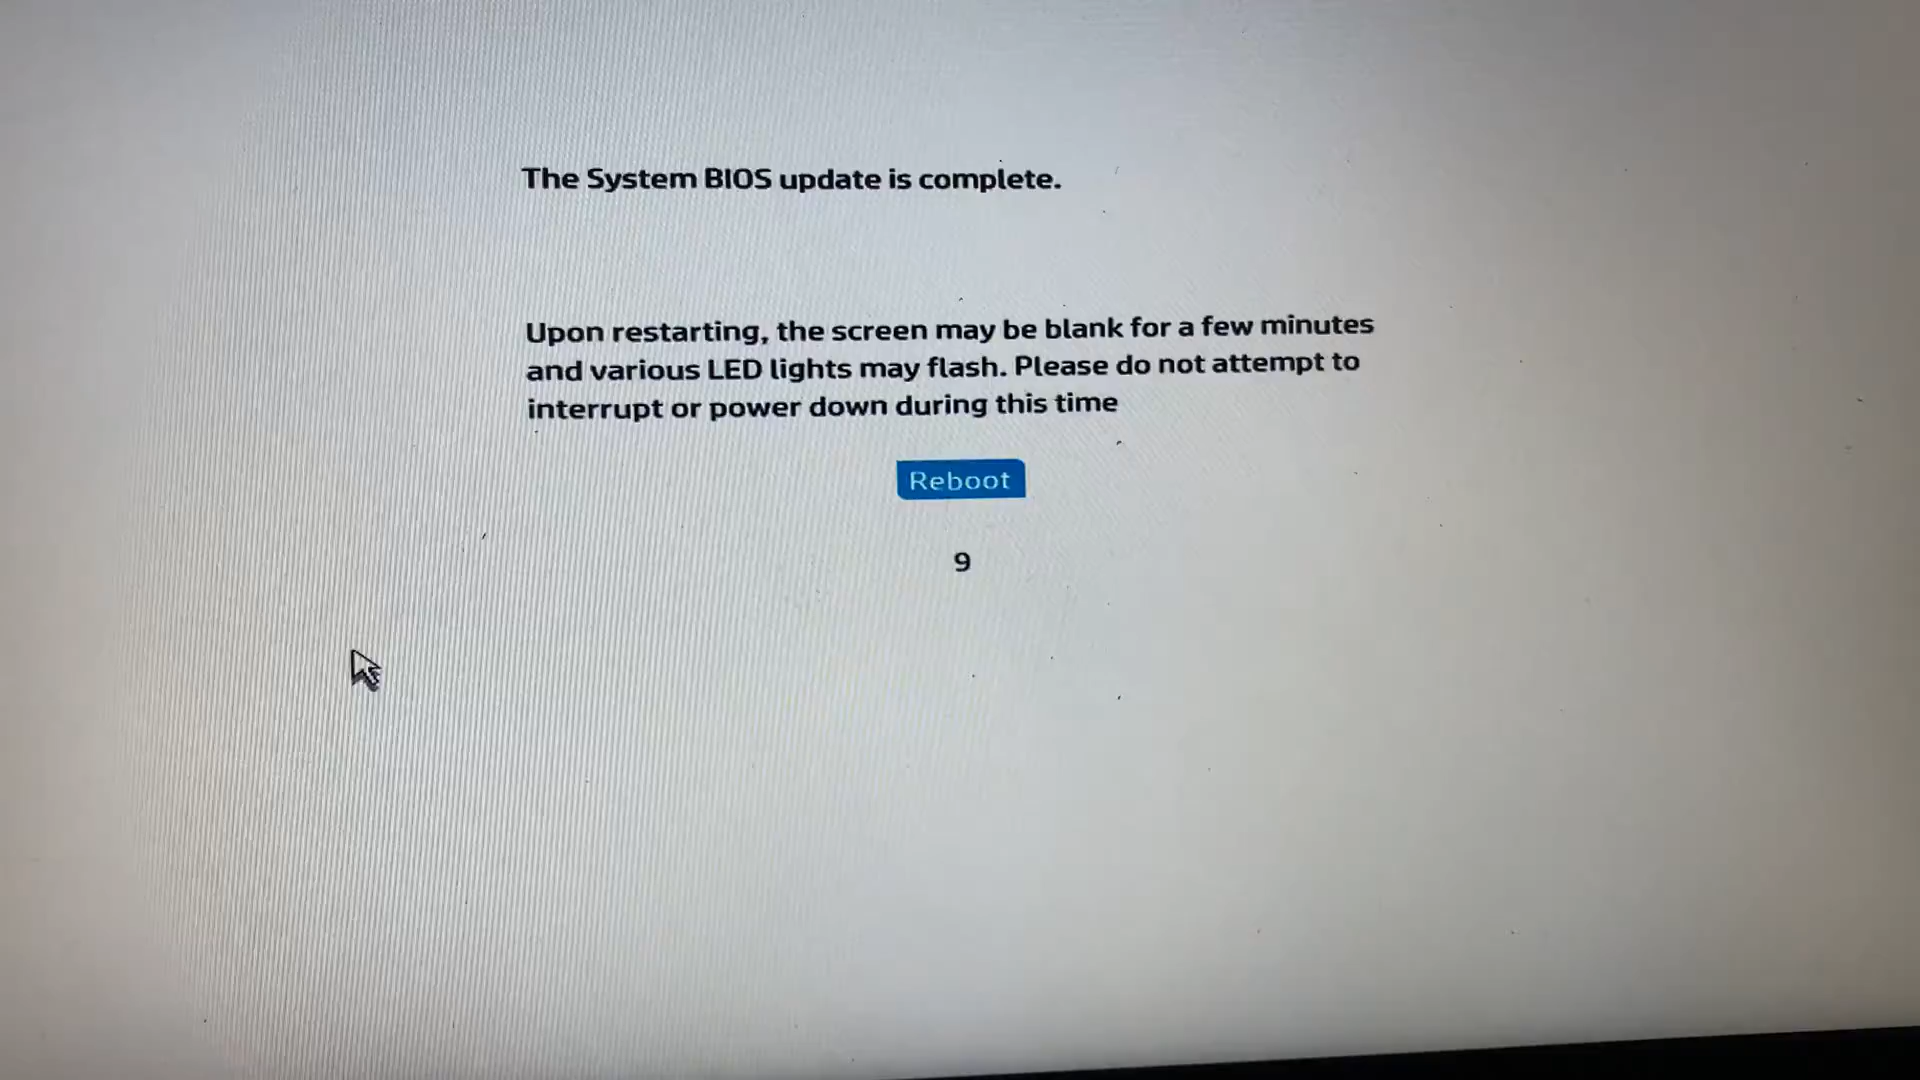 The System BIOS update is complete.
Upon restarting, the screen may be blank for a few minutes
and various LED lights may flash. Please do not attempt to
interrupt or power down during this time
Reboot
9